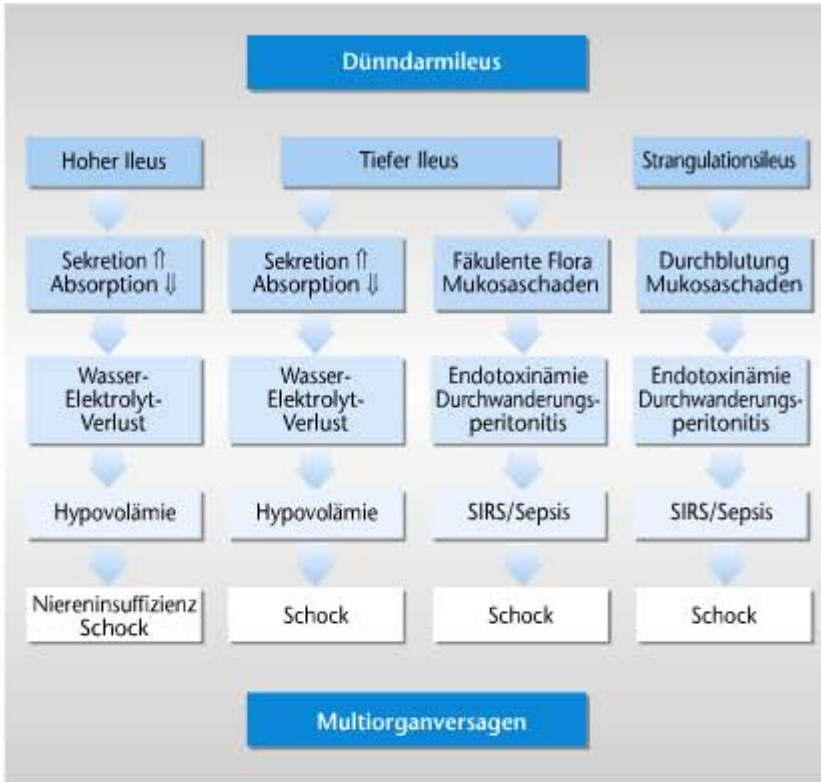 Dünndarmileus
Hoher Ileus
Tiefer Ileus
Strangulationsileus
Sekretion ⇑
Absorption ⇓
Sekretion ⇑
Absorption ⇓
Fäkulente Flora
Mukosaschaden
Durchblutung
Mukosaschaden
Wasser-
Elektrolyt-
Verlust
Wasser-
Elektrolyt-
Verlust
Endotoxinämie
Durchwanderungs-
peritonitis
Endotoxinämie
Durchwanderungs-
peritonitis
Hypovolämie
Hypovolämie
SIRS/Sepsis
SIRS/Sepsis
Niereninsuffizienz
Schock
Schock
Schock
Schock
Multiorganversagen